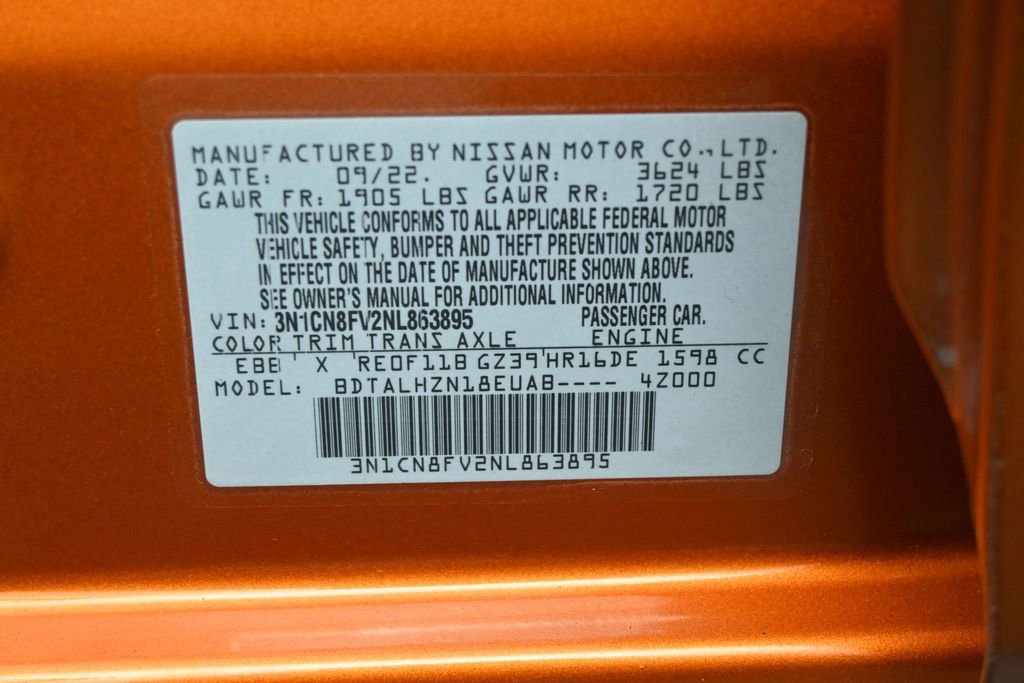 MANUFACTURED BY NISSAN MOTOR CO., LTD.
DATE: 09/22. GVWR: 3624 LBS
GAWR FR: 1905 LBS GAWR RR: 1720 LBS
THIS VEHICLE CONFORMS TO ALL APPLICABLE FEDERAL MOTOR
VEHICLE SAFETY, BUMPER AND THEFT PREVENTION STANDARDS
IN EFFECT ON THE DATE OF MANUFACTURE SHOWN ABOVE.
SEE OWNER'S MANUAL FOR ADDITIONAL INFORMATION.
VIN: 3N1CN8FV2NL863895 PASSENGER CAR.
COLOR TRIM TRANS AXLE ENGINE
EBB X RE0F11B GZ39 HR16DE 1598 CC
MODEL: BDTALHZN18EUAB---- 4Z000
3N1CN8FV2NL863895